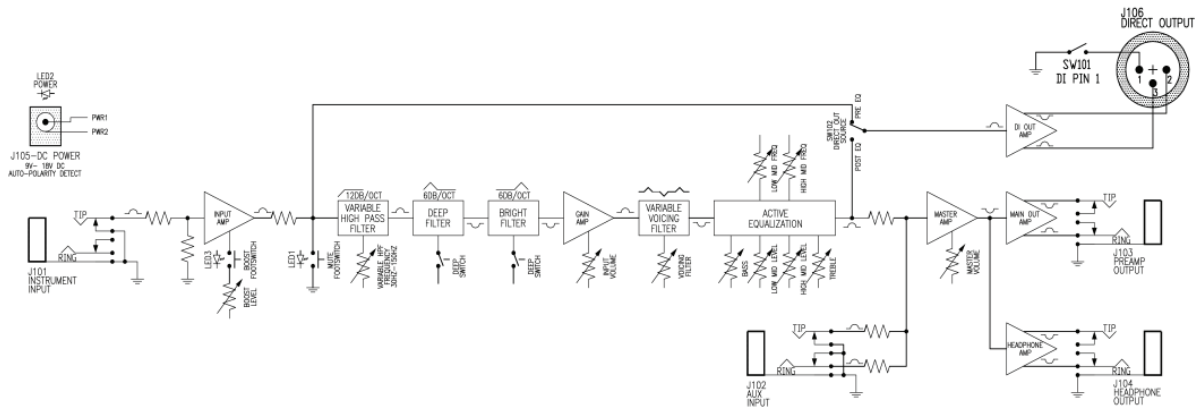 J106
DIRECT OUTPUT
SW101
DI PIN 1
1
2
3
LED2
POWER
PWR1
PWR2
J105-DC POWER
9V- 18V DC
AUTO-POLARITY DETECT
PRE EQ
SW102
DIRECT OUT
SOURCE
POST EQ
DI OUT
AMP
LOW MID FREQ
HIGH MID FREQ
TIP
RING
J101
INSTRUMENT
INPUT
INPUT
AMP
LED3
BOOST
FOOTSWITCH
BOOST
LEVEL
LED1
MUTE
FOOTSWITCH
12DB/OCT
VARIABLE
HIGH PASS
FILTER
VARIABLE HPF
FREQUENCY
30HZ-150HZ
6DB/OCT
DEEP
FILTER
DEEP
SWITCH
6DB/OCT
BRIGHT
FILTER
DEEP
SWITCH
GAIN
AMP
INPUT
VOLUME
VARIABLE
VOICING
FILTER
VOICING
FILTER
ACTIVE
EQUALIZATION
BASS
LOW MID LEVEL
HIGH MID LEVEL
TREBLE
MASTER
AMP
MASTER
VOLUME
MAIN OUT
AMP
TIP
RING
J103
PREAMP
OUTPUT
TIP
RING
J102
AUX
INPUT
HEADPHONE
AMP
TIP
RING
J104
HEADPHONE
OUTPUT